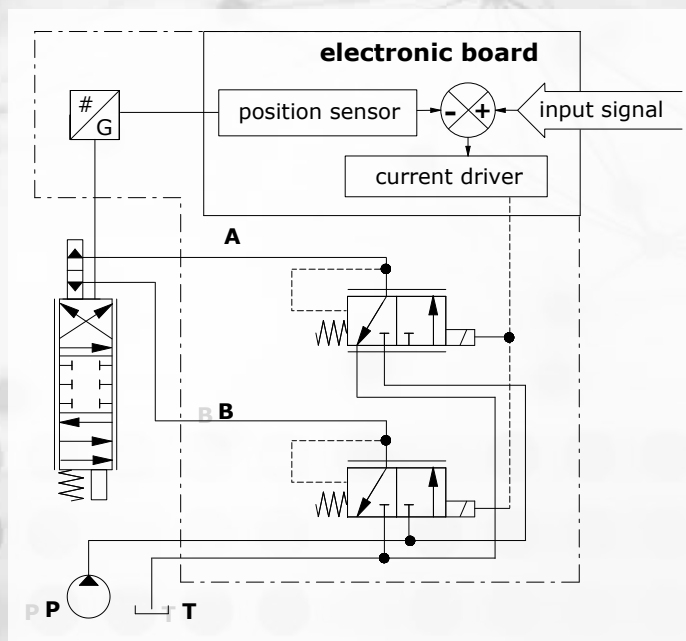 electronic board
#
G
position sensor
- +
input signal
current driver
A
B B
P P
T T